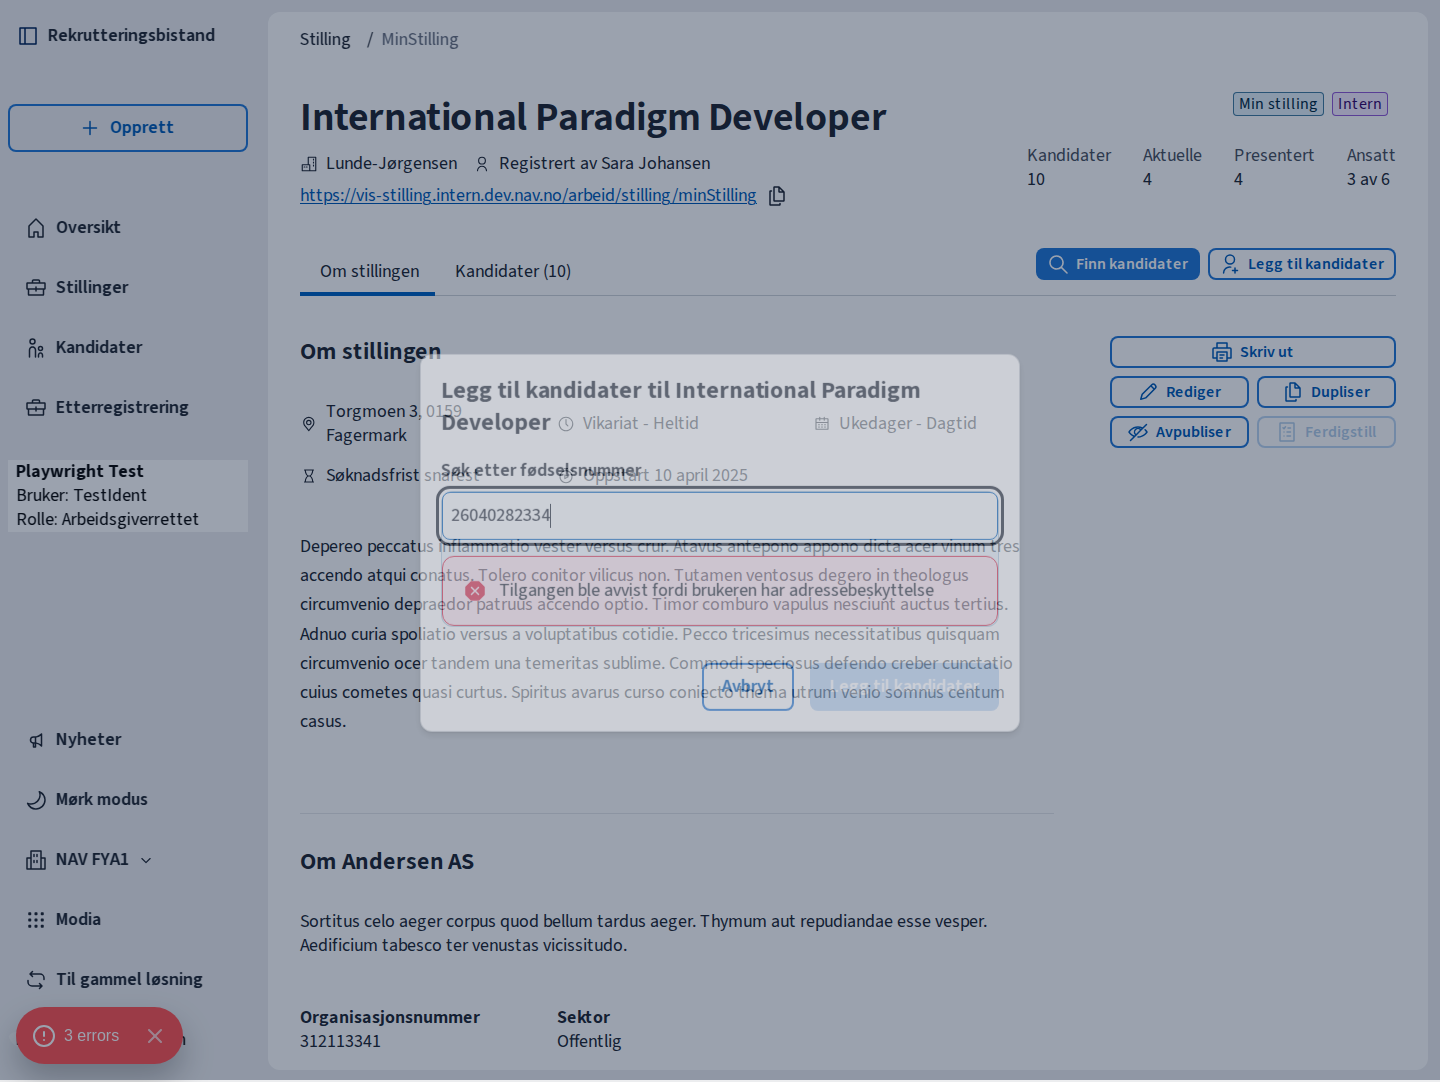 Rekrutteringsbistand
Opprett
Oversikt
Stillinger
Kandidater
Etterregistrering
Playwright Test
Bruker: TestIdent
Rolle: Arbeidsgiverrettet
Nyheter
Mørk modus
NAV FYA1
Modia
Til gammel løsning
3 errors
Stilling / MinStilling
International Paradigm Developer
Min stilling
Intern
Lunde-Jørgensen
Registrert av Sara Johansen
https://vis-stilling.intern.dev.nav.no/arbeid/stilling/minStilling
Kandidater Aktuelle Presentert Ansatt
10 4 4 3 av 6
Om stillingen
Kandidater (10)
Finn kandidater
Legg til kandidater
Om stillingen
Skriv ut
Rediger
Dupliser
Avpubliser
Ferdigstill
Torgmoen 3, 0159
Fagermark
Vikariat - Heltid
Ukedager - Dagtid
Søknadsfrist snarest
Oppstart 10 april 2025
Legg til kandidater til International Paradigm
Developer
Søk etter fødselsnummer
26040282334
Tilgangen ble avvist fordi brukeren har adressebeskyttelse
Avbryt
Legg til kandidater
Depereo peccatus inflammatio vester versus crur. Atavus antepono appono dicta acer vinum tres
accendo atqui conatus. Tolero conitor vilicus non. Tutamen ventosus degero in theologus
circumvenio depraedor patruus accendo optio. Timor comburo vapulus nesciunt auctus tertius.
Adnuo curia spoliatio versus a voluptatibus cotidie. Pecco tricesimus necessitatibus quisquam
circumvenio ocer tandem una temeritas sublime. Commodi speciosus defendo creber cunctatio
cuius cometes quasi curtus. Spiritus avarus curso coniecto thema utrum venio somnus centum
casus.
Om Andersen AS
Sortitus celo aeger corpus quod bellum tardus aeger. Thymum aut repudiandae esse vesper.
Aedificium tabesco ter venustas vicissitudo.
Organisasjonsnummer
312113341
Sektor
Offentlig